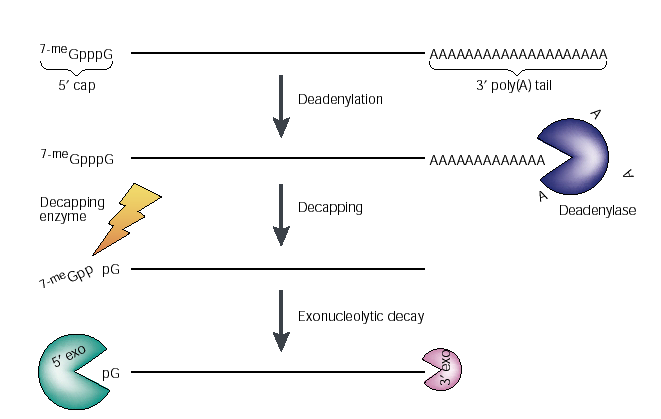 7-meGpppG AAAAAAAAAAAAAAAAAAAA
5′ cap 3′ poly(A) tail
Deadenylation
A
7-meGpppG AAAAAAAAAAAAA
A
A
Decapping
enzyme
Decapping
Deadenylase
7-meGpp pG
Exonucleolytic decay
5′ exo pG 3′ exo